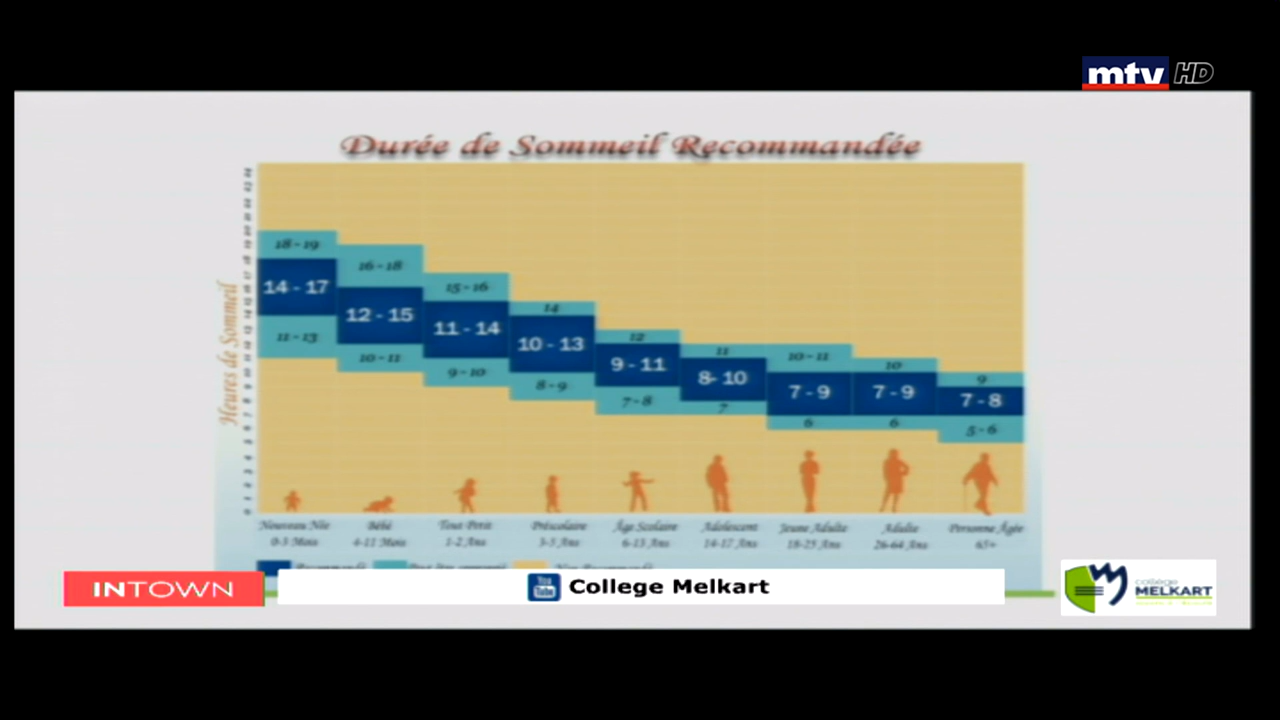 mtv HD
Durée de Sommeil Recommandée
Heures de Sommeil
18 - 19
14 - 17
11 - 13
16 - 18
12 - 15
10 - 11
15 - 16
11 - 14
9 - 10
14
10 - 13
8 - 9
12
9 - 11
7 - 8
11
8- 10
7
10 - 11
7 - 9
6
10
7 - 9
6
9
7 - 8
5 - 6
Nouveau Née
0-3 Mois
Bébé
4-11 Mois
Tout Petit
1-2 Ans
Préscolaire
3-5 Ans
Âge Scolaire
6-13 Ans
Adolescent
14-17 Ans
Jeune Adulte
18-25 Ans
Adulte
26-64 Ans
Personne Âgée
65+
INTOWN
You Tube College Melkart
collège
MELKART